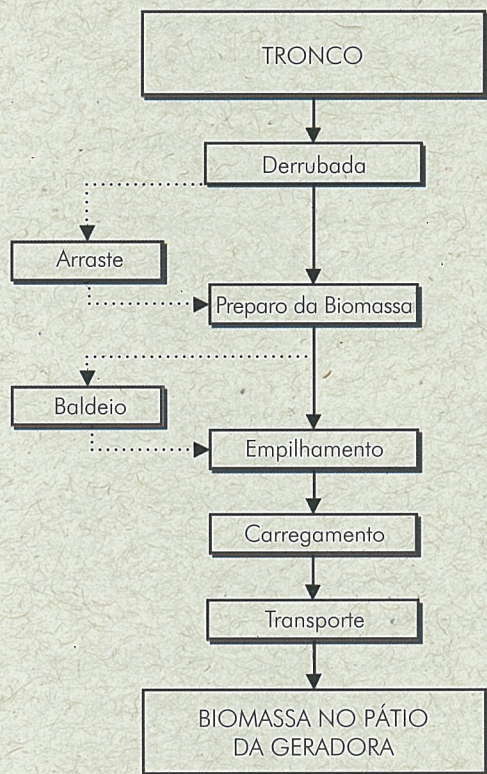 TRONCO
Derrubada
Arraste
Preparo da Biomassa
Baldeio
Empilhamento
Carregamento
Transporte
BIOMASSA NO PÁTIO
DA GERADORA